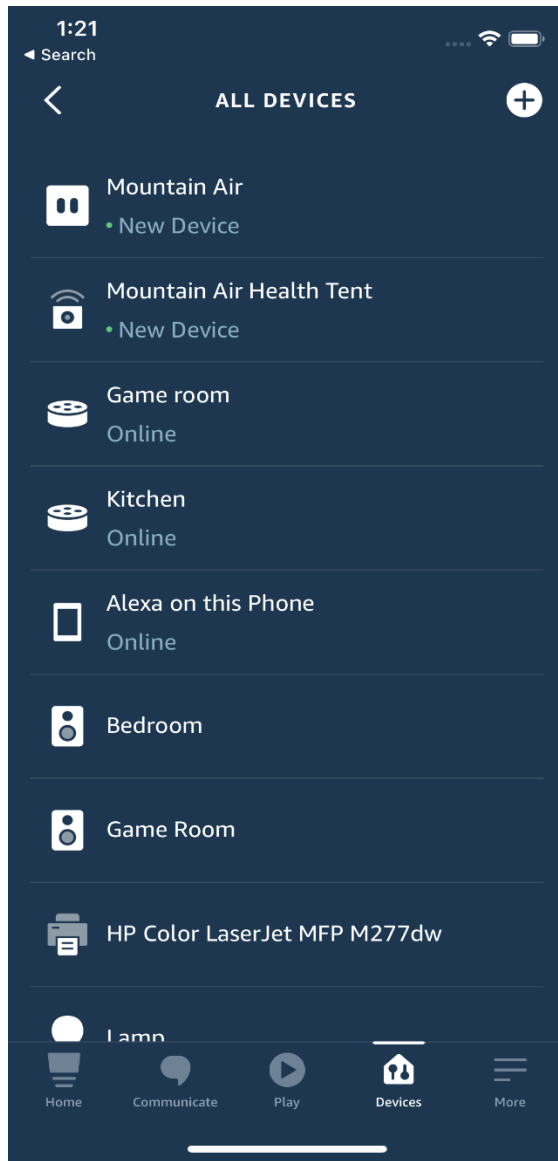 1:21
Search
ALL DEVICES
Mountain Air
• New Device
Mountain Air Health Tent
• New Device
Game room
Online
Kitchen
Online
Alexa on this Phone
Online
Bedroom
Game Room
HP Color LaserJet MFP M277dw
Lamp
Home Communicate Play Devices More